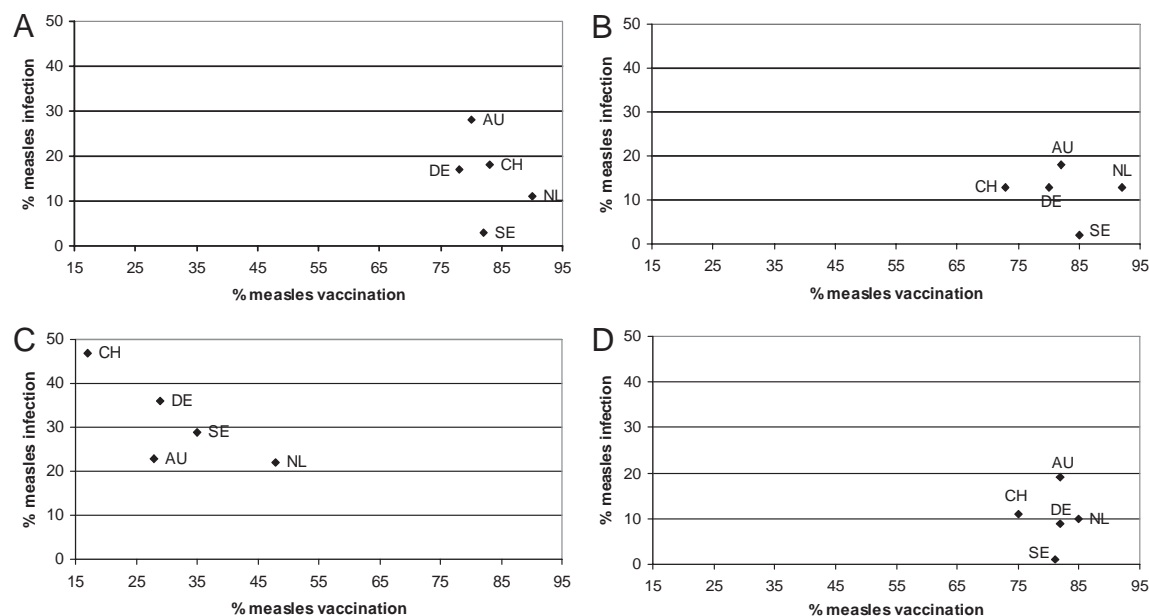 A
% measles infection
50
40
30
20
10
0
AU
DE
CH
NL
SE
15 25 35 45 55 65 75 85 95
% measles vaccination
B
% measles infection
50
40
30
20
10
0
AU
NL
CH
DE
SE
15 25 35 45 55 65 75 85 95
% measles vaccination
C
% measles infection
50
40
30
20
10
0
CH
DE
SE
AU
NL
15 25 35 45 55 65 75 85 95
% measles vaccination
D
% measles infection
50
40
30
20
10
0
AU
CH
DE
NL
SE
15 25 35 45 55 65 75 85 95
% measles vaccination